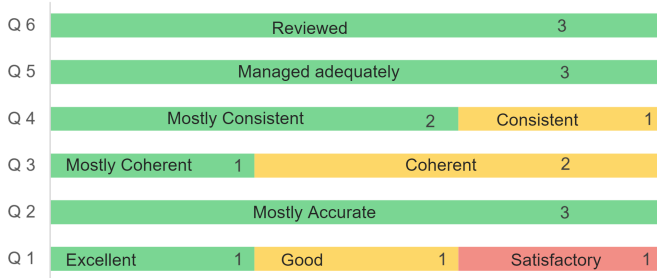 Q 6 Reviewed 3
Q 5 Managed adequately 3
Q 4 Mostly Consistent 2 Consistent 1
Q 3 Mostly Coherent 1 Coherent 2
Q 2 Mostly Accurate 3
Q 1 Excellent 1 Good 1 Satisfactory 1